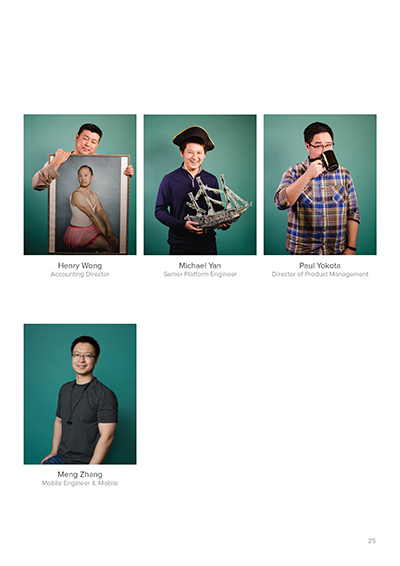 Henry Wong
Accounting Director
Michael Yan
Senior Platform Engineer
Paul Yokota
Director of Product Management
Meng Zhang
Mobile Engineer II, Mobile
25